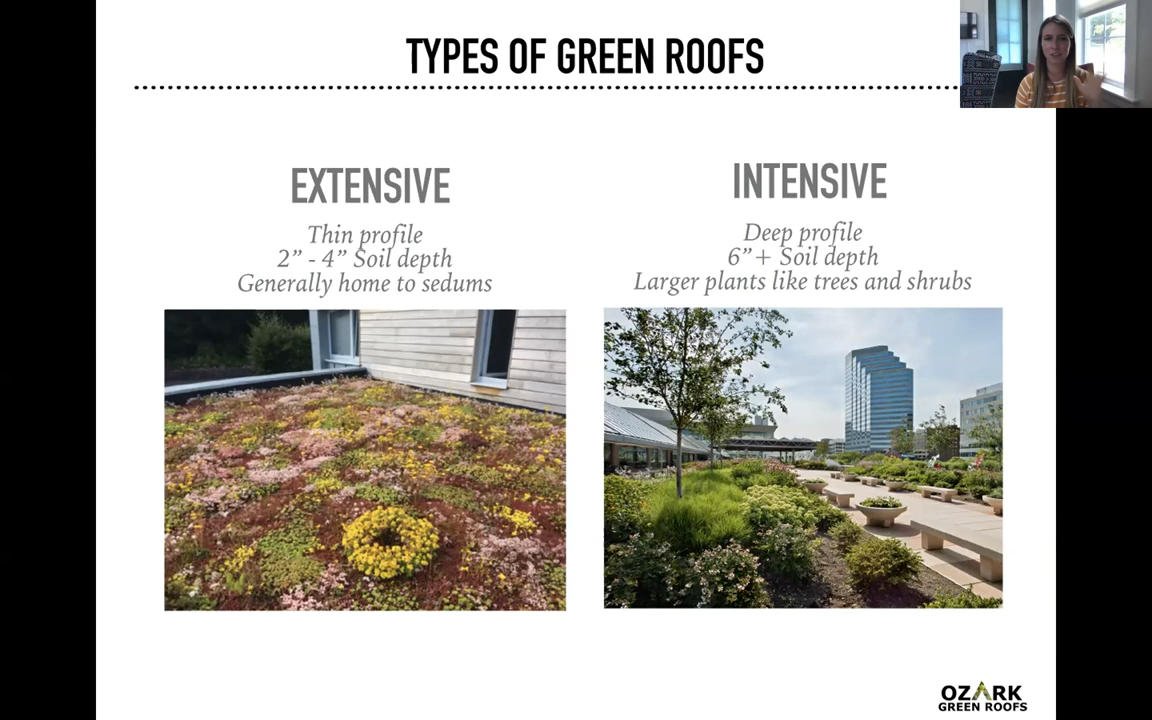 TYPES OF GREEN ROOFS
EXTENSIVE
Thin profile
2” - 4” Soil depth
Generally home to sedums
INTENSIVE
Deep profile
6”+ Soil depth
Larger plants like trees and shrubs
OZARK
GREEN ROOFS